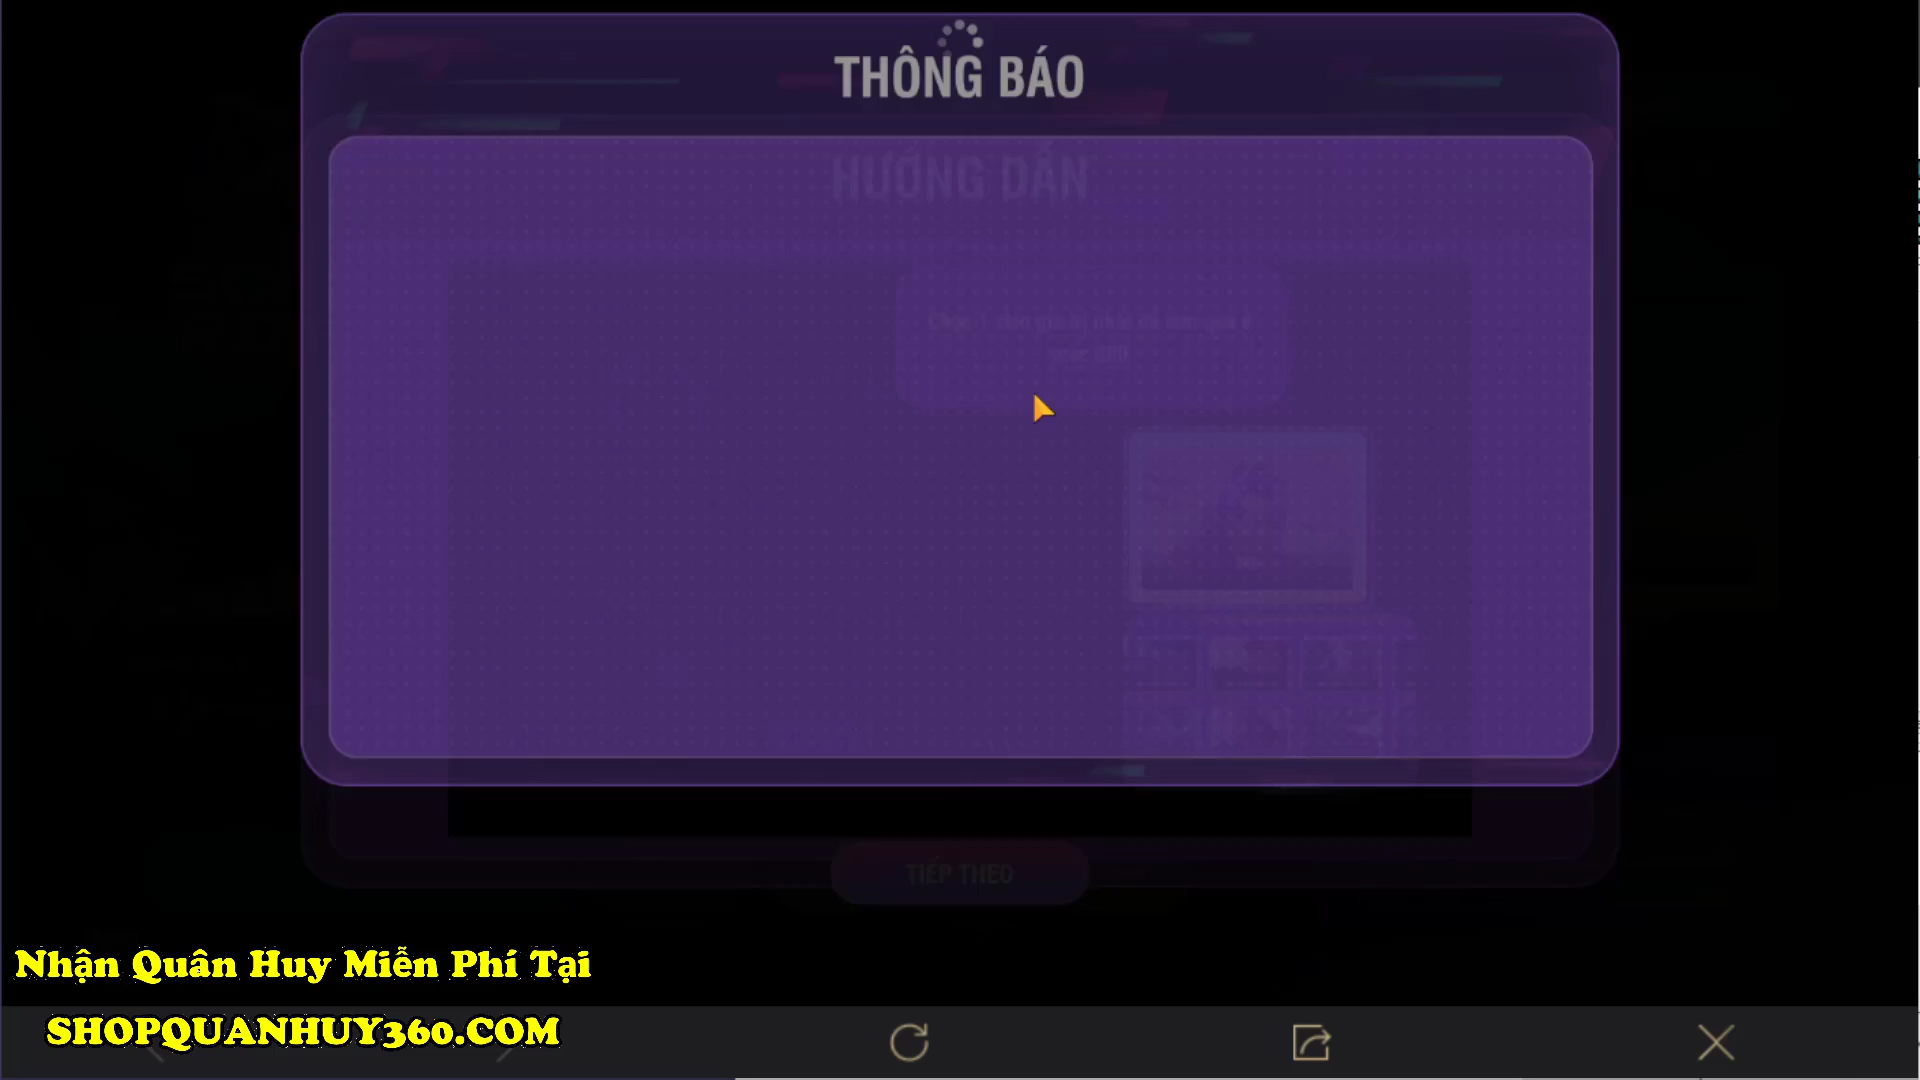 THÔNG BÁO
HƯỚNG DẪN
TIẾP THEO
Nhận Quân Huy Miễn Phí Tại
SHOPQUANHUY360.COM